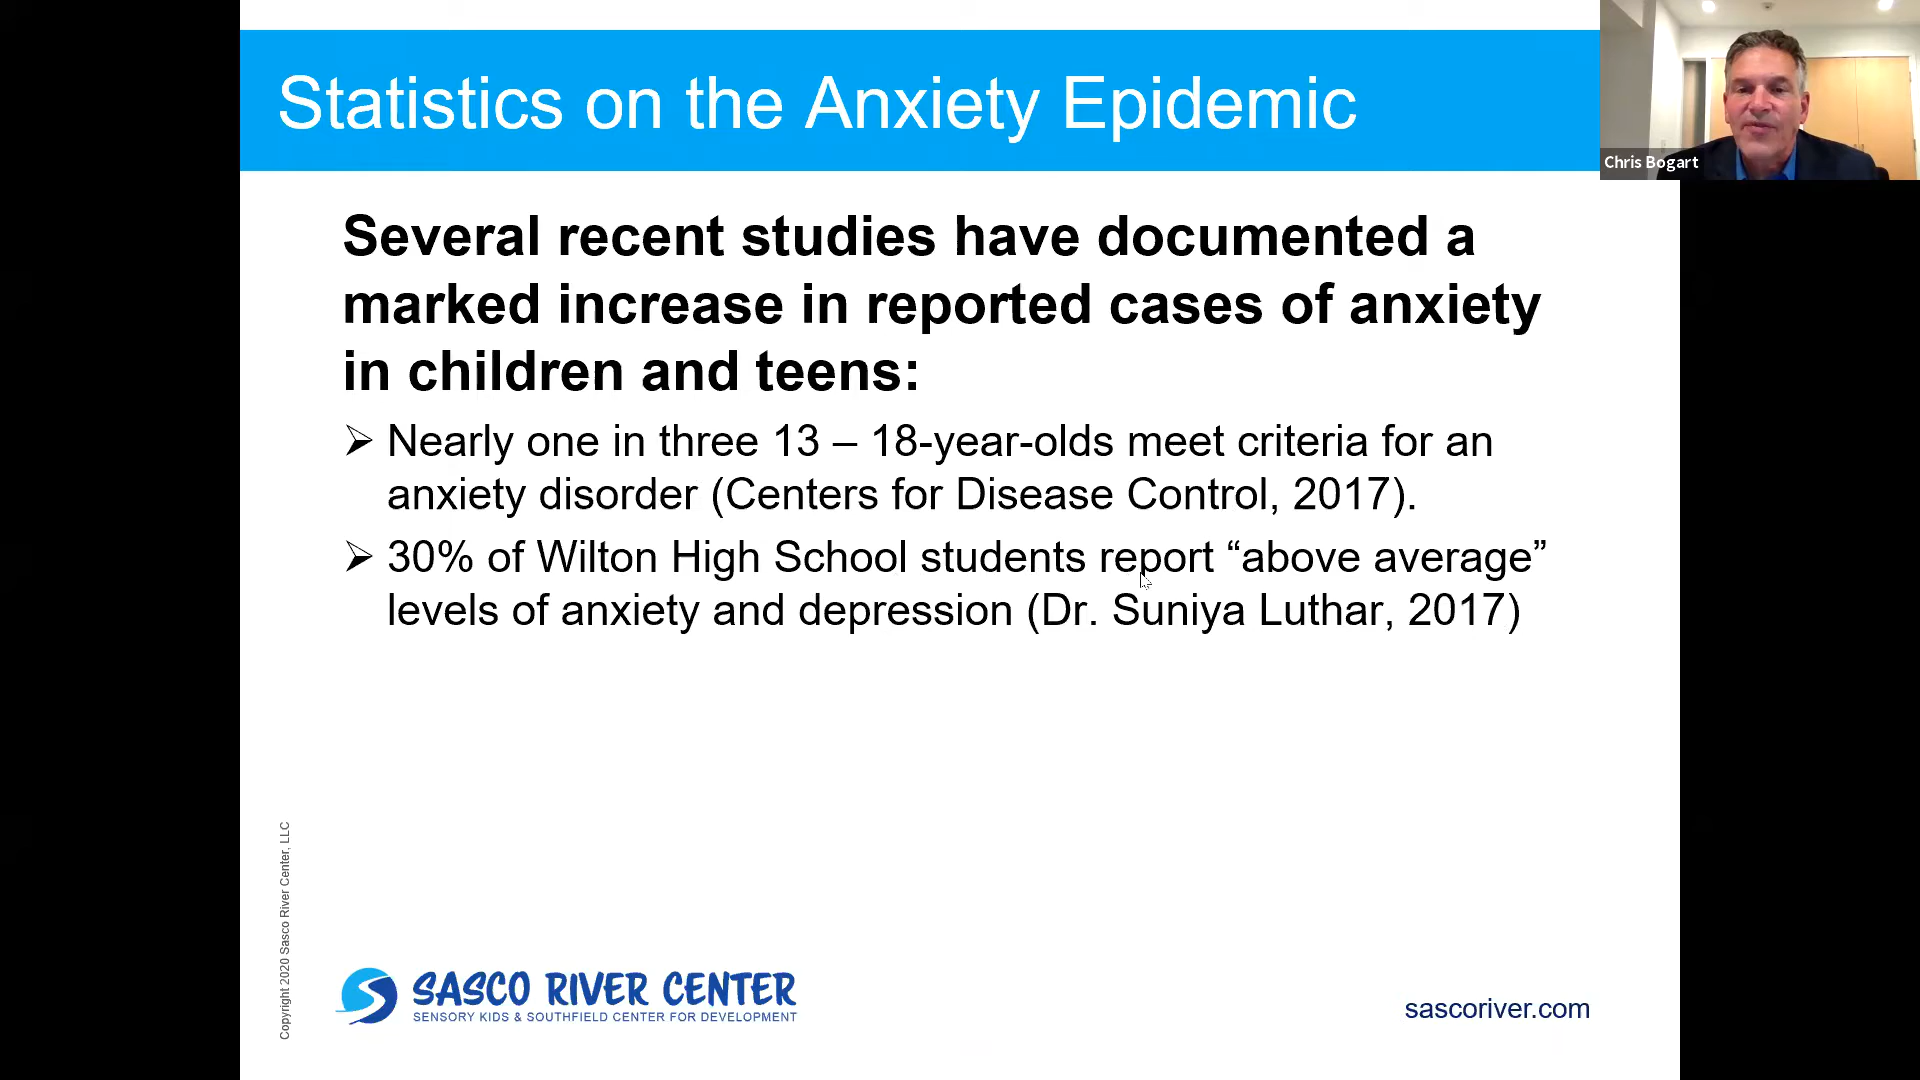 Statistics on the Anxiety Epidemic
Chris Bogart
Several recent studies have documented a
marked increase in reported cases of anxiety
in children and teens:
➢ Nearly one in three 13 – 18-year-olds meet criteria for an
anxiety disorder (Centers for Disease Control, 2017).
➢ 30% of Wilton High School students report “above average”
levels of anxiety and depression (Dr. Suniya Luthar, 2017)
Copyright 2020 Sasco River Center, LLC
SASCO RIVER CENTER
SENSORY KIDS & SOUTHFIELD CENTER FOR DEVELOPMENT
sascoriver.com